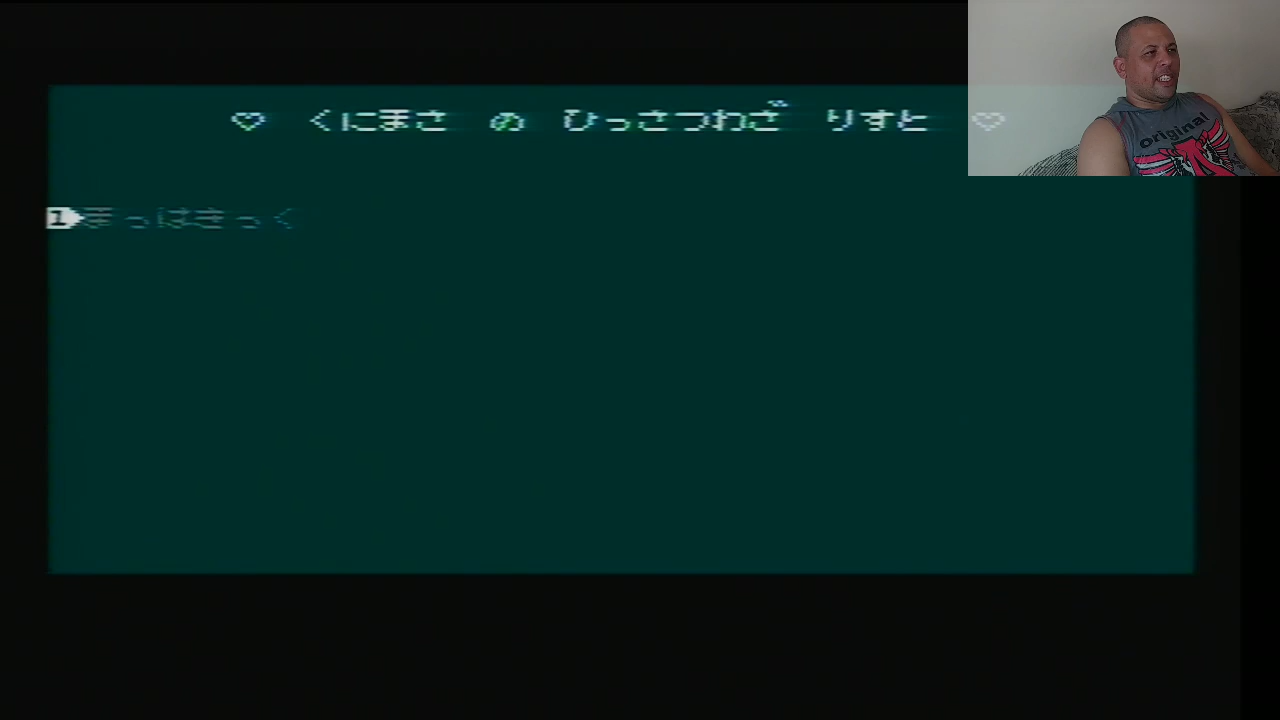 ♡ くにまさ の ひっさつわざ りすと ♡
1 まっはきっく
original